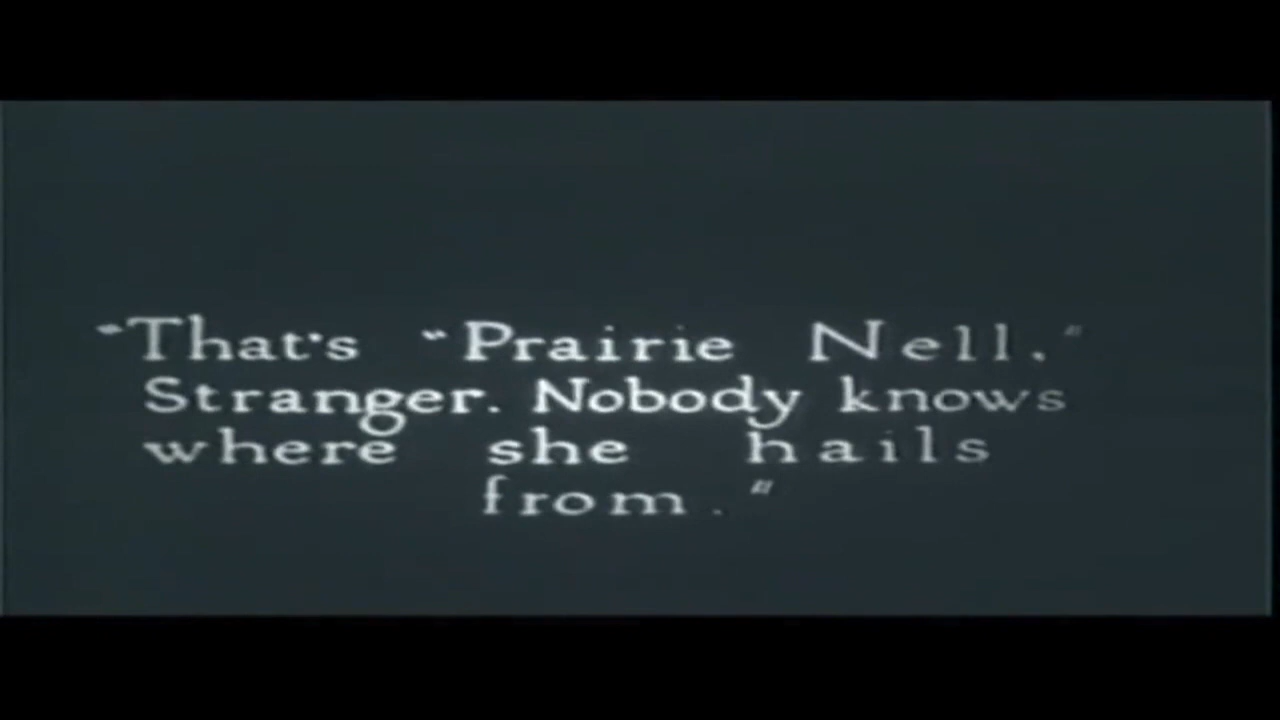 "That's "Prairie Nell,"
Stranger. Nobody knows
where she hails
from."